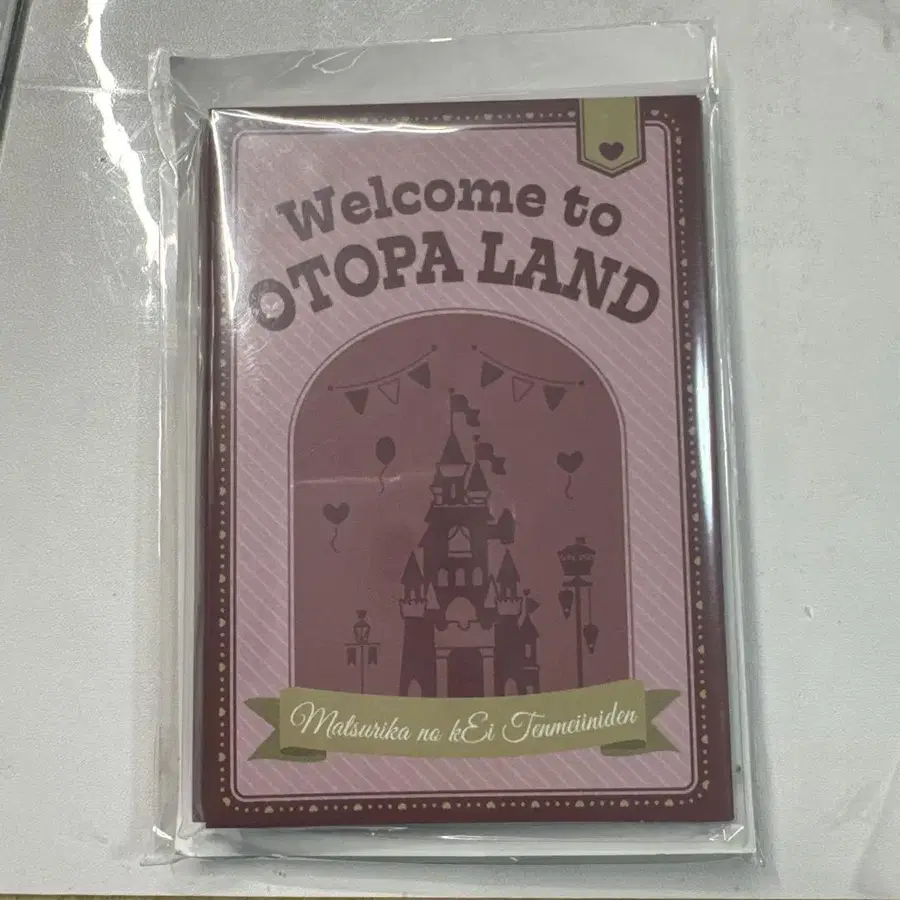 Welcome to
OTOPA LAND
Matsurika no kEi Tenmeiiniden